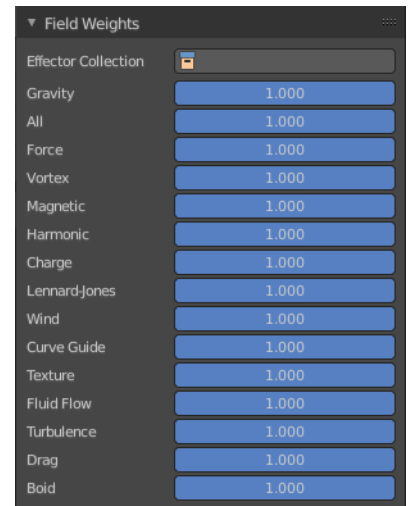 Field Weights
Effector Collection
Gravity 1.000
All 1.000
Force 1.000
Vortex 1.000
Magnetic 1.000
Harmonic 1.000
Charge 1.000
Lennard-Jones 1.000
Wind 1.000
Curve Guide 1.000
Texture 1.000
Fluid Flow 1.000
Turbulence 1.000
Drag 1.000
Boid 1.000